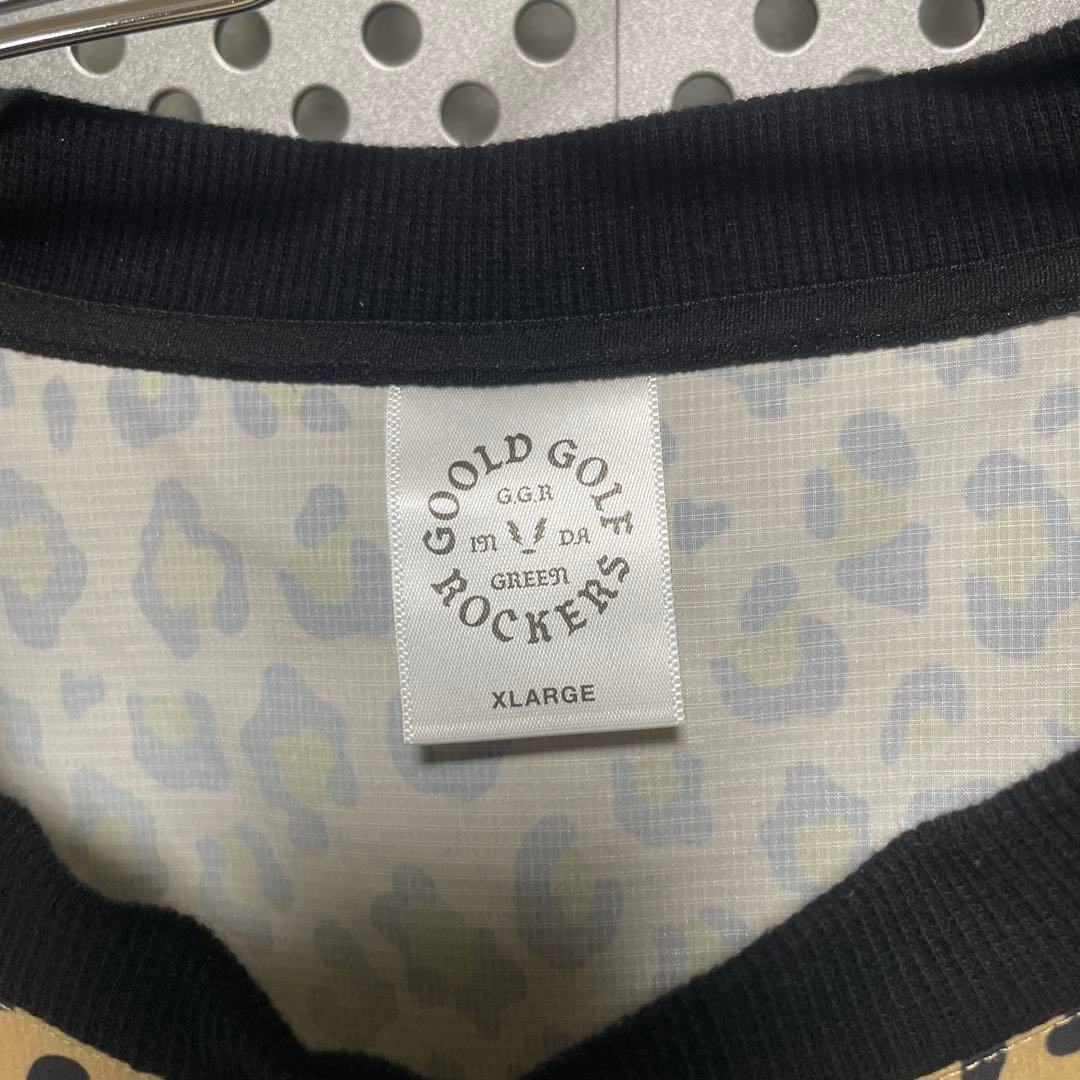 GOOLD GOLF
G.G.R
IN DA
GREEN
ROCKERS
XLARGE